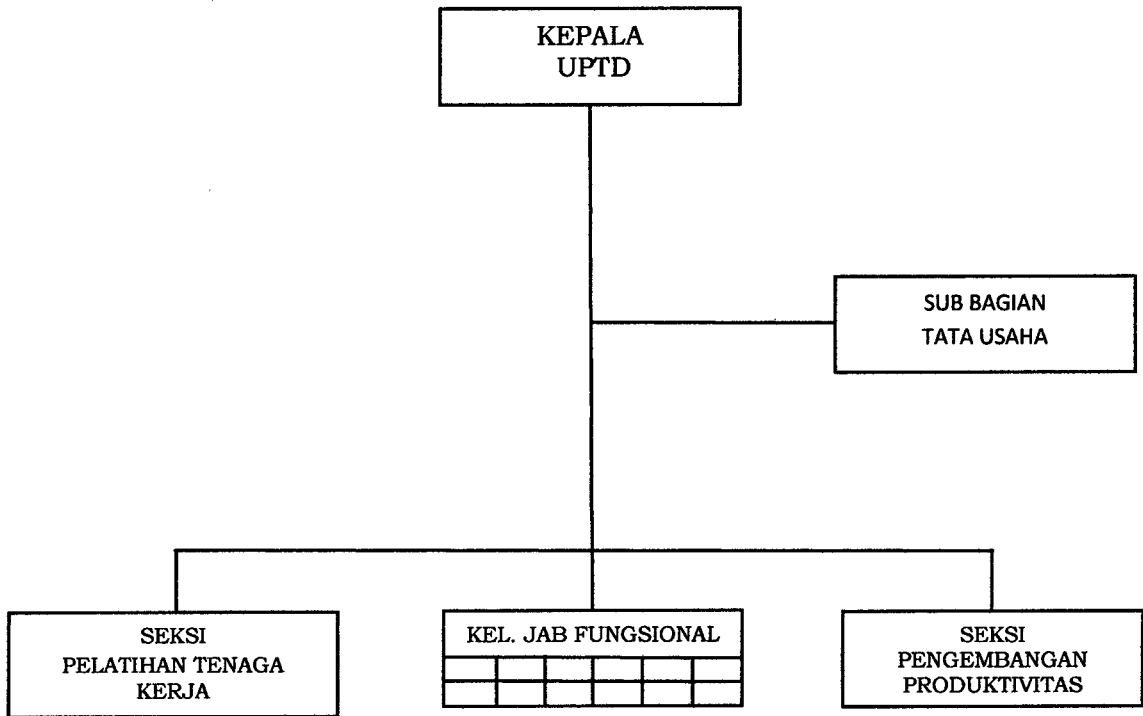 KEPALA
UPTD
SUB BAGIAN
TATA USAHA
SEKSI
PELATIHAN TENAGA
KERJA
KEL. JAB FUNGSIONAL
SEKSI
PENGEMBANGAN
PRODUKTIVITAS